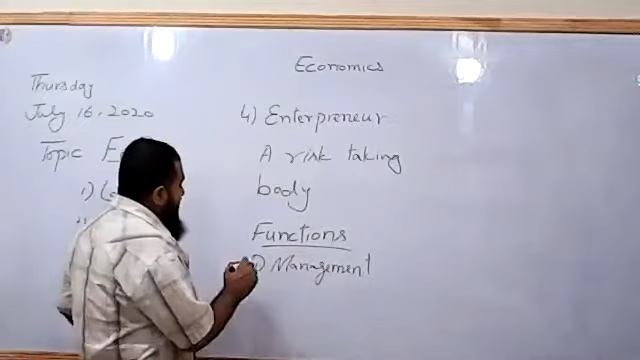 Economics
Thursday
July 16, 2020
Topic
1)
4) Enterpreneur
A risk taking
body
Functions
Management